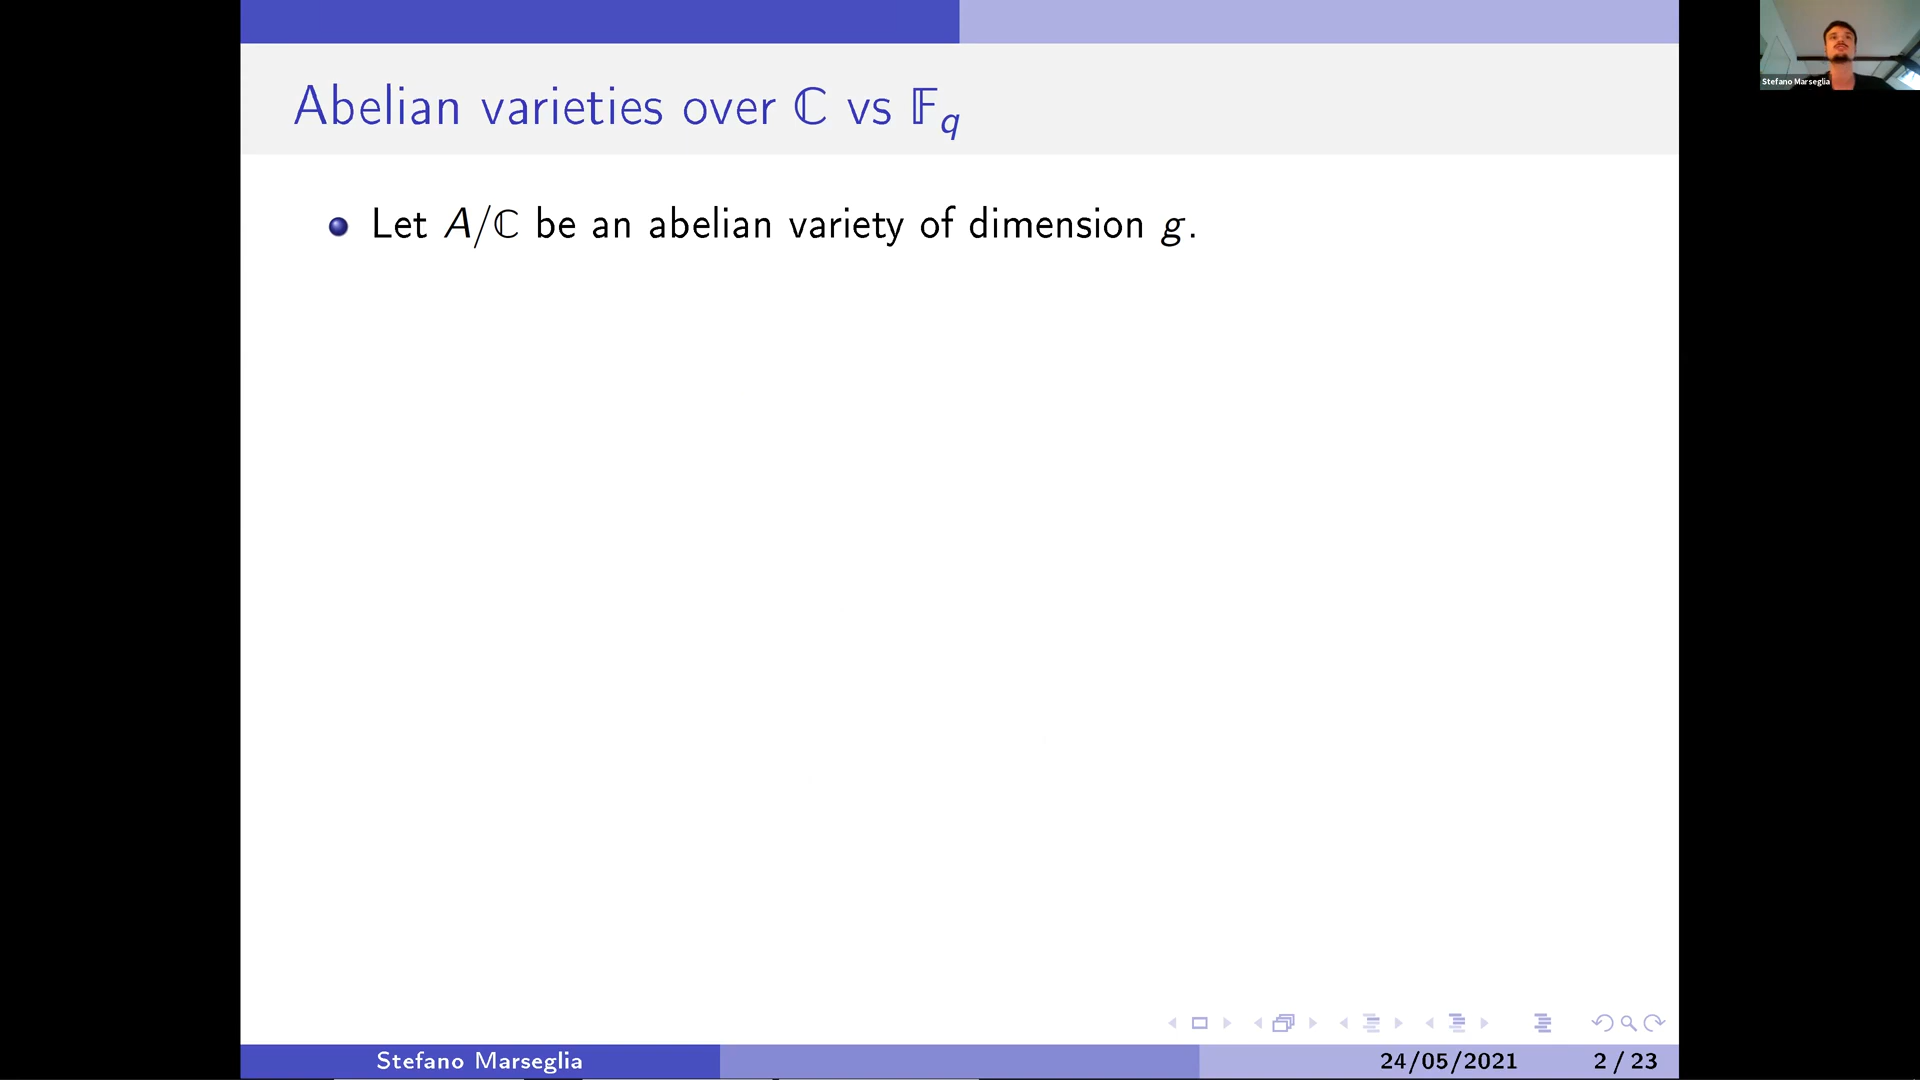 Abelian varieties over ℂ vs 𝔽q
Let A/ℂ be an abelian variety of dimension g.
Stefano Marseglia
Stefano Marseglia
24/05/2021
2 / 23